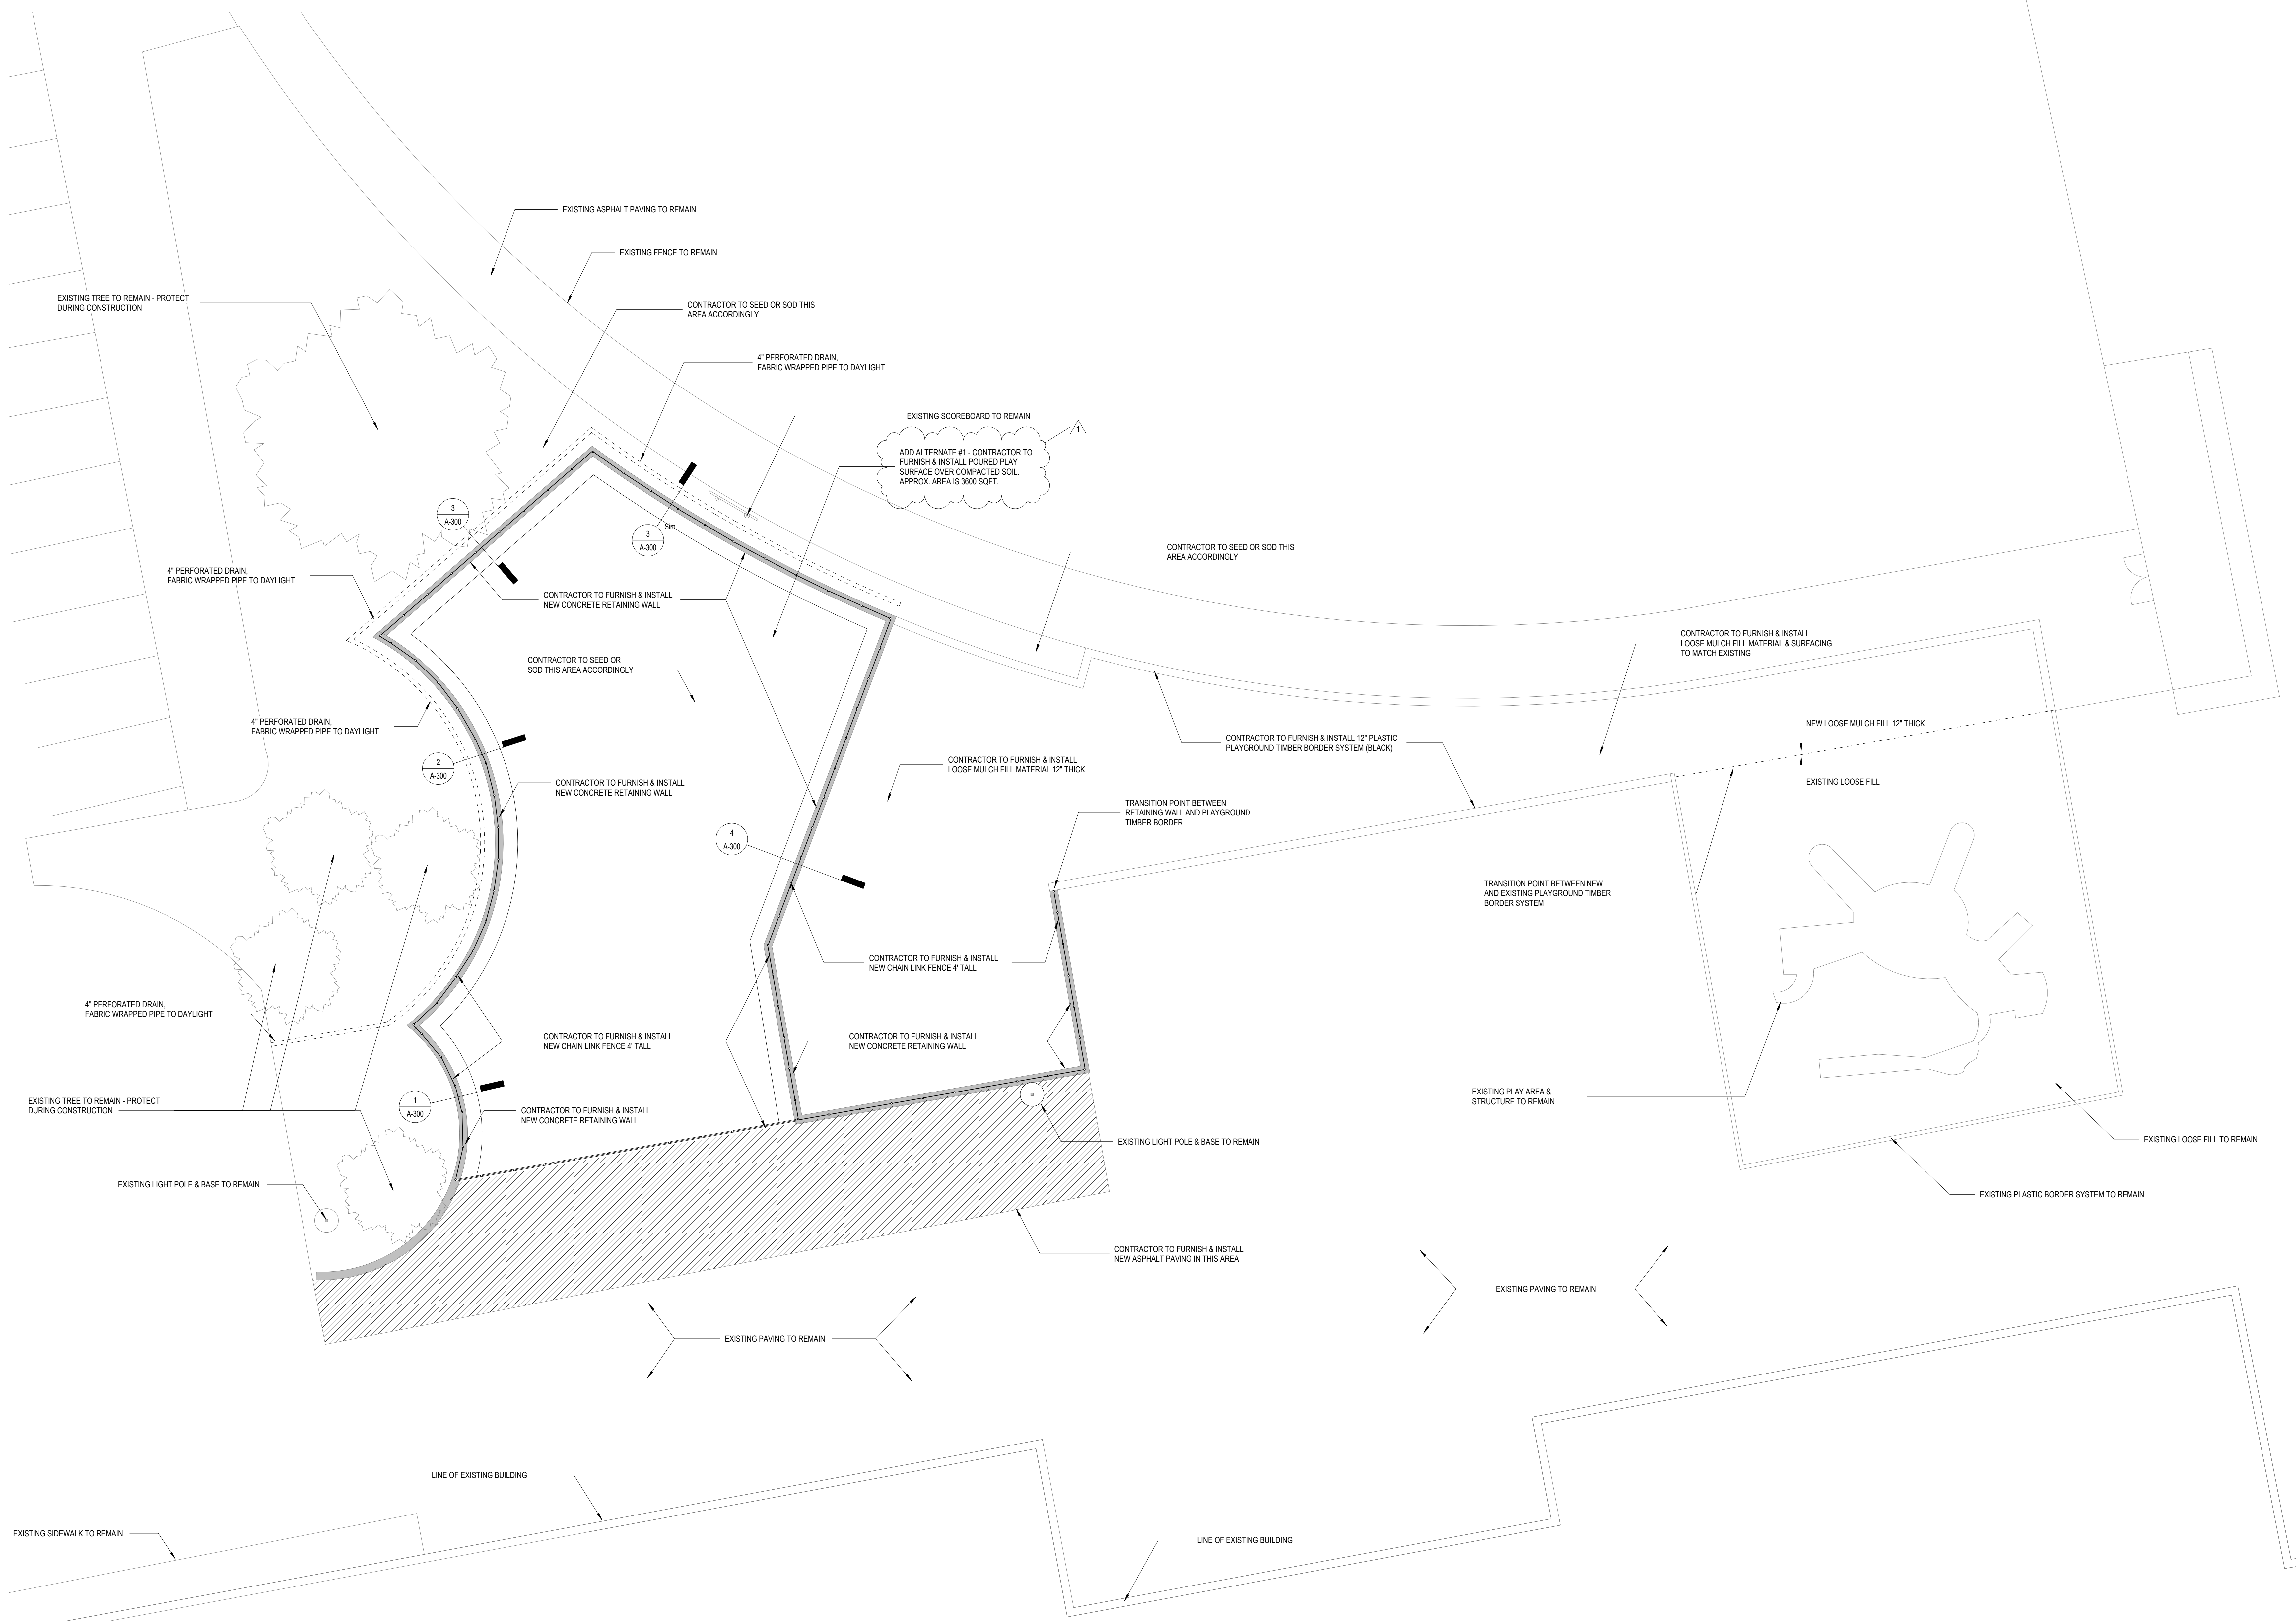 EXISTING ASPHALT PAVING TO REMAIN
EXISTING FENCE TO REMAIN
EXISTING TREE TO REMAIN - PROTECT
DURING CONSTRUCTION
CONTRACTOR TO SEED OR SOD THIS
AREA ACCORDINGLY
4" PERFORATED DRAIN,
FABRIC WRAPPED PIPE TO DAYLIGHT
EXISTING SCOREBOARD TO REMAIN
1
ADD ALTERNATE #1 - CONTRACTOR TO
FURNISH & INSTALL POURED PLAY
SURFACE OVER COMPACTED SOIL.
APPROX. AREA IS 3600 SQFT.
3
A-300
3
A-300
Sim
CONTRACTOR TO SEED OR SOD THIS
AREA ACCORDINGLY
4" PERFORATED DRAIN,
FABRIC WRAPPED PIPE TO DAYLIGHT
CONTRACTOR TO FURNISH & INSTALL
NEW CONCRETE RETAINING WALL
CONTRACTOR TO FURNISH & INSTALL
LOOSE MULCH FILL MATERIAL & SURFACING
TO MATCH EXISTING
CONTRACTOR TO SEED OR
SOD THIS AREA ACCORDINGLY
4" PERFORATED DRAIN,
FABRIC WRAPPED PIPE TO DAYLIGHT
NEW LOOSE MULCH FILL 12" THICK
CONTRACTOR TO FURNISH & INSTALL 12" PLASTIC
PLAYGROUND TIMBER BORDER SYSTEM (BLACK)
2
A-300
CONTRACTOR TO FURNISH & INSTALL
LOOSE MULCH FILL MATERIAL 12" THICK
EXISTING LOOSE FILL
CONTRACTOR TO FURNISH & INSTALL
NEW CONCRETE RETAINING WALL
TRANSITION POINT BETWEEN
RETAINING WALL AND PLAYGROUND
TIMBER BORDER
4
A-300
TRANSITION POINT BETWEEN NEW
AND EXISTING PLAYGROUND TIMBER
BORDER SYSTEM
CONTRACTOR TO FURNISH & INSTALL
NEW CHAIN LINK FENCE 4' TALL
4" PERFORATED DRAIN,
FABRIC WRAPPED PIPE TO DAYLIGHT
CONTRACTOR TO FURNISH & INSTALL
NEW CHAIN LINK FENCE 4' TALL
CONTRACTOR TO FURNISH & INSTALL
NEW CONCRETE RETAINING WALL
EXISTING TREE TO REMAIN - PROTECT
DURING CONSTRUCTION
1
A-300
CONTRACTOR TO FURNISH & INSTALL
NEW CONCRETE RETAINING WALL
EXISTING PLAY AREA &
STRUCTURE TO REMAIN
EXISTING LIGHT POLE & BASE TO REMAIN
EXISTING LOOSE FILL TO REMAIN
EXISTING LIGHT POLE & BASE TO REMAIN
EXISTING PLASTIC BORDER SYSTEM TO REMAIN
CONTRACTOR TO FURNISH & INSTALL
NEW ASPHALT PAVING IN THIS AREA
EXISTING PAVING TO REMAIN
EXISTING PAVING TO REMAIN
LINE OF EXISTING BUILDING
EXISTING SIDEWALK TO REMAIN
LINE OF EXISTING BUILDING